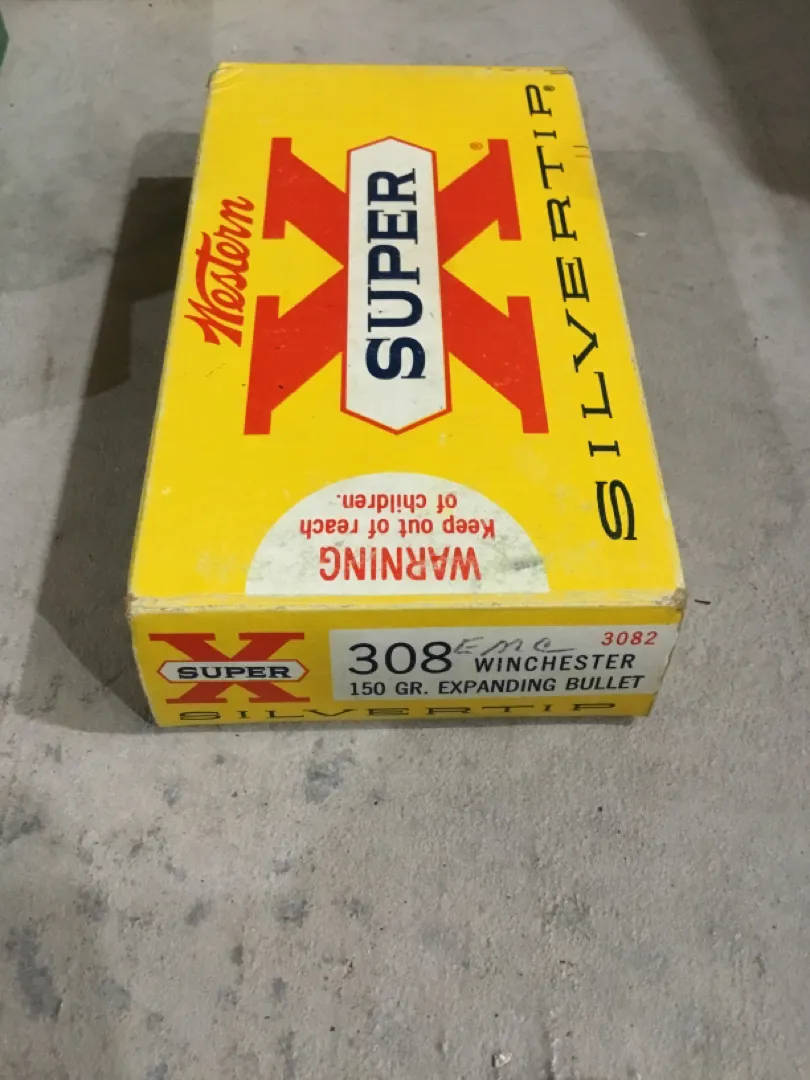 Western
SUPER
X
®
SILVERTIP®
WARNING
Keep out of reach
of children.
X
SUPER
308 EMC 3082
WINCHESTER
150 GR. EXPANDING BULLET
SILVERTIP